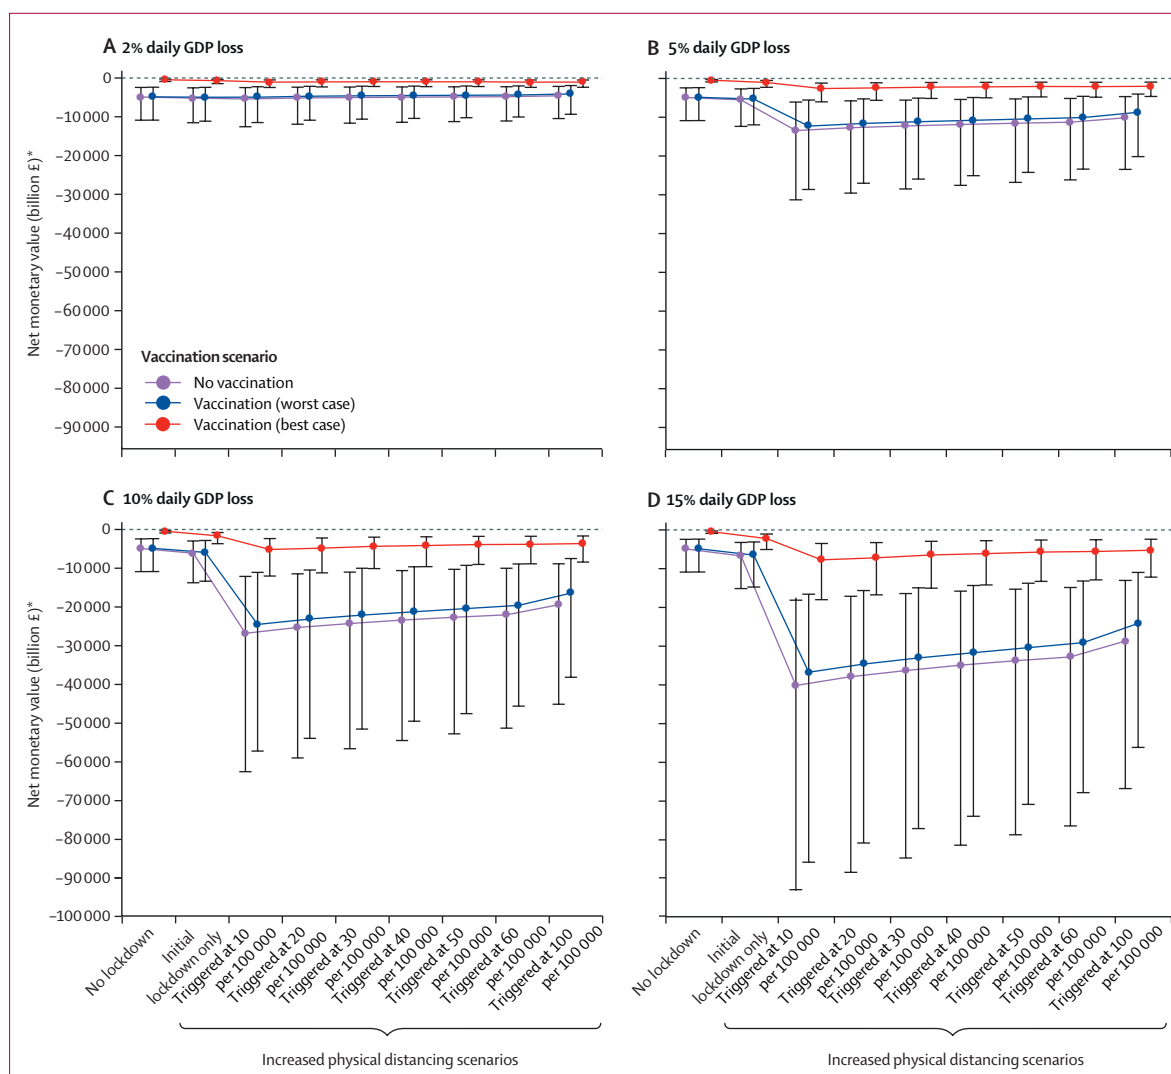 A 2% daily GDP loss
B 5% daily GDP loss
Net monetary value (billion £)*
0
–10 000
–20 000
–30 000
–40 000
–50 000
–60 000
–70 000
–80 000
–90 000
Vaccination scenario
No vaccination
Vaccination (worst case)
Vaccination (best case)
C 10% daily GDP loss
D 15% daily GDP loss
Net monetary value (billion £)*
0
–10 000
–20 000
–30 000
–40 000
–50 000
–60 000
–70 000
–80 000
–90 000
–100 000
No lockdown
Initial
lockdown only
Triggered at 10
per 100 000
Triggered at 20
per 100 000
Triggered at 30
per 100 000
Triggered at 40
per 100 000
Triggered at 50
per 100 000
Triggered at 60
per 100 000
Triggered at 100
per 100 000
Increased physical distancing scenarios
No lockdown
Initial
lockdown only
Triggered at 10
per 100 000
Triggered at 20
per 100 000
Triggered at 30
per 100 000
Triggered at 40
per 100 000
Triggered at 50
per 100 000
Triggered at 60
per 100 000
Triggered at 100
per 100 000
Increased physical distancing scenarios